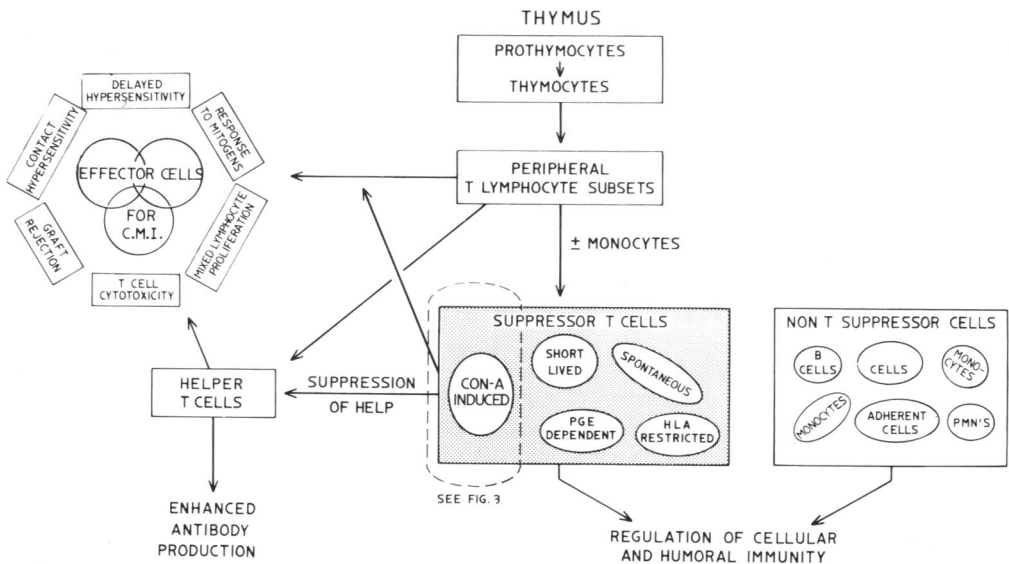 THYMUS
PROTHYMOCYTES
THYMOCYTES
PERIPHERAL
T LYMPHOCYTE SUBSETS
± MONOCYTES
DELAYED
HYPERSENSITIVITY
RESPONSE
TO MITOGENS
MIXED LYMPHOCYTE
PROLIFERATION
T CELL
CYTOTOXICITY
GRAFT
REJECTION
CONTACT
HYPERSENSITIVITY
EFFECTOR CELLS
FOR
C.M.I.
HELPER
T CELLS
SUPPRESSION
OF HELP
ENHANCED
ANTIBODY
PRODUCTION
SUPPRESSOR T CELLS
CON-A
INDUCED
SHORT
LIVED
SPONTANEOUS
PGE
DEPENDENT
HLA
RESTRICTED
SEE FIG. 3
NON T SUPPRESSOR CELLS
B
CELLS
CELLS
MONO-
CYTES
MONOCYTES
ADHERENT
CELLS
PMN'S
REGULATION OF CELLULAR
AND HUMORAL IMMUNITY